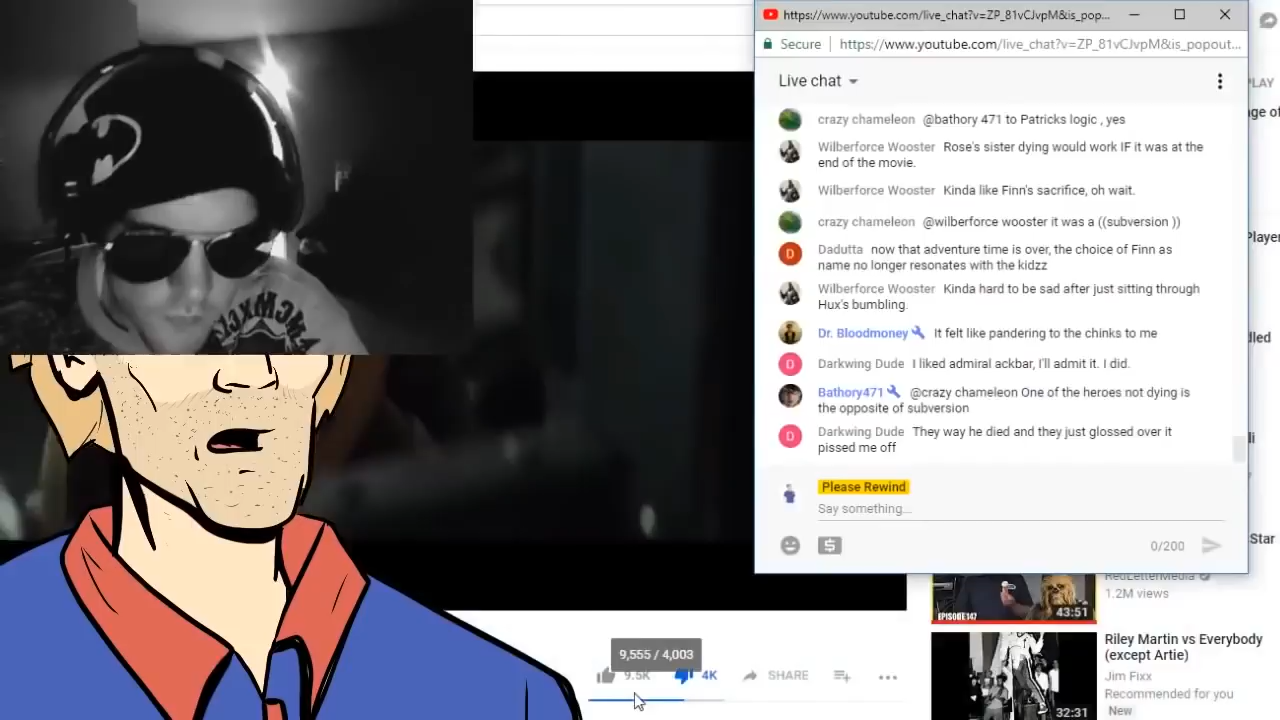 https://www.youtube.com/live_chat?v=ZP_81vCJvpM&is_pop...
Secure
https://www.youtube.com/live_chat?v=ZP_81vCJvpM&is_popout...
Live chat
crazy chameleon @bathory 471 to Patricks logic , yes
Wilberforce Wooster Rose's sister dying would work IF it was at the
end of the movie.
Wilberforce Wooster Kinda like Finn's sacrifice, oh wait.
crazy chameleon @wilberforce wooster it was a ((subversion ))
D
Dadutta now that adventure time is over, the choice of Finn as
name no longer resonates with the kidzz
Wilberforce Wooster Kinda hard to be sad after just sitting through
Hux's bumbling.
Dr. Bloodmoney It felt like pandering to the chinks to me
D
Darkwing Dude I liked admiral ackbar, I'll admit it. I did.
Bathory471 @crazy chameleon One of the heroes not dying is
the opposite of subversion
D
Darkwing Dude They way he died and they just glossed over it
pissed me off
Please Rewind
Say something...
0/200
PLAY
ge of
Player
dled
li
Star
MCMXCIX
RedLetterMedia
1.2M views
EPISODE 147
43:51
Riley Martin vs Everybody
(except Artie)
Jim Fixx
Recommended for you
New
32:31
9,555 / 4,003
9.5K
4K
SHARE